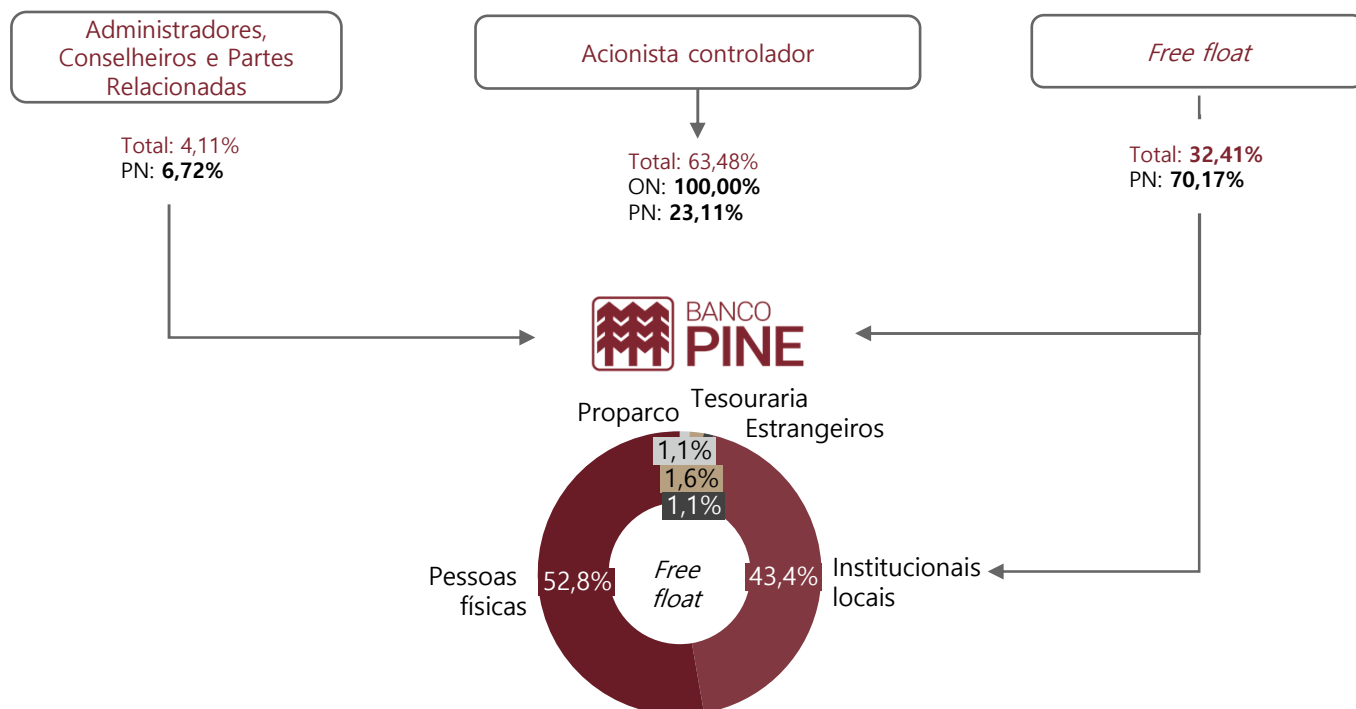 Administradores,
Conselheiros e Partes
Relacionadas
Acionista controlador
Free float
Total: 4,11%
PN: 6,72%
Total: 63,48%
ON: 100,00%
PN: 23,11%
Total: 32,41%
PN: 70,17%
BANCO
PINE
Proparco
Tesouraria
Estrangeiros
1,1%
1,6%
1,1%
Pessoas
físicas
52,8%
Free
float
43,4%
Institucionais
locais